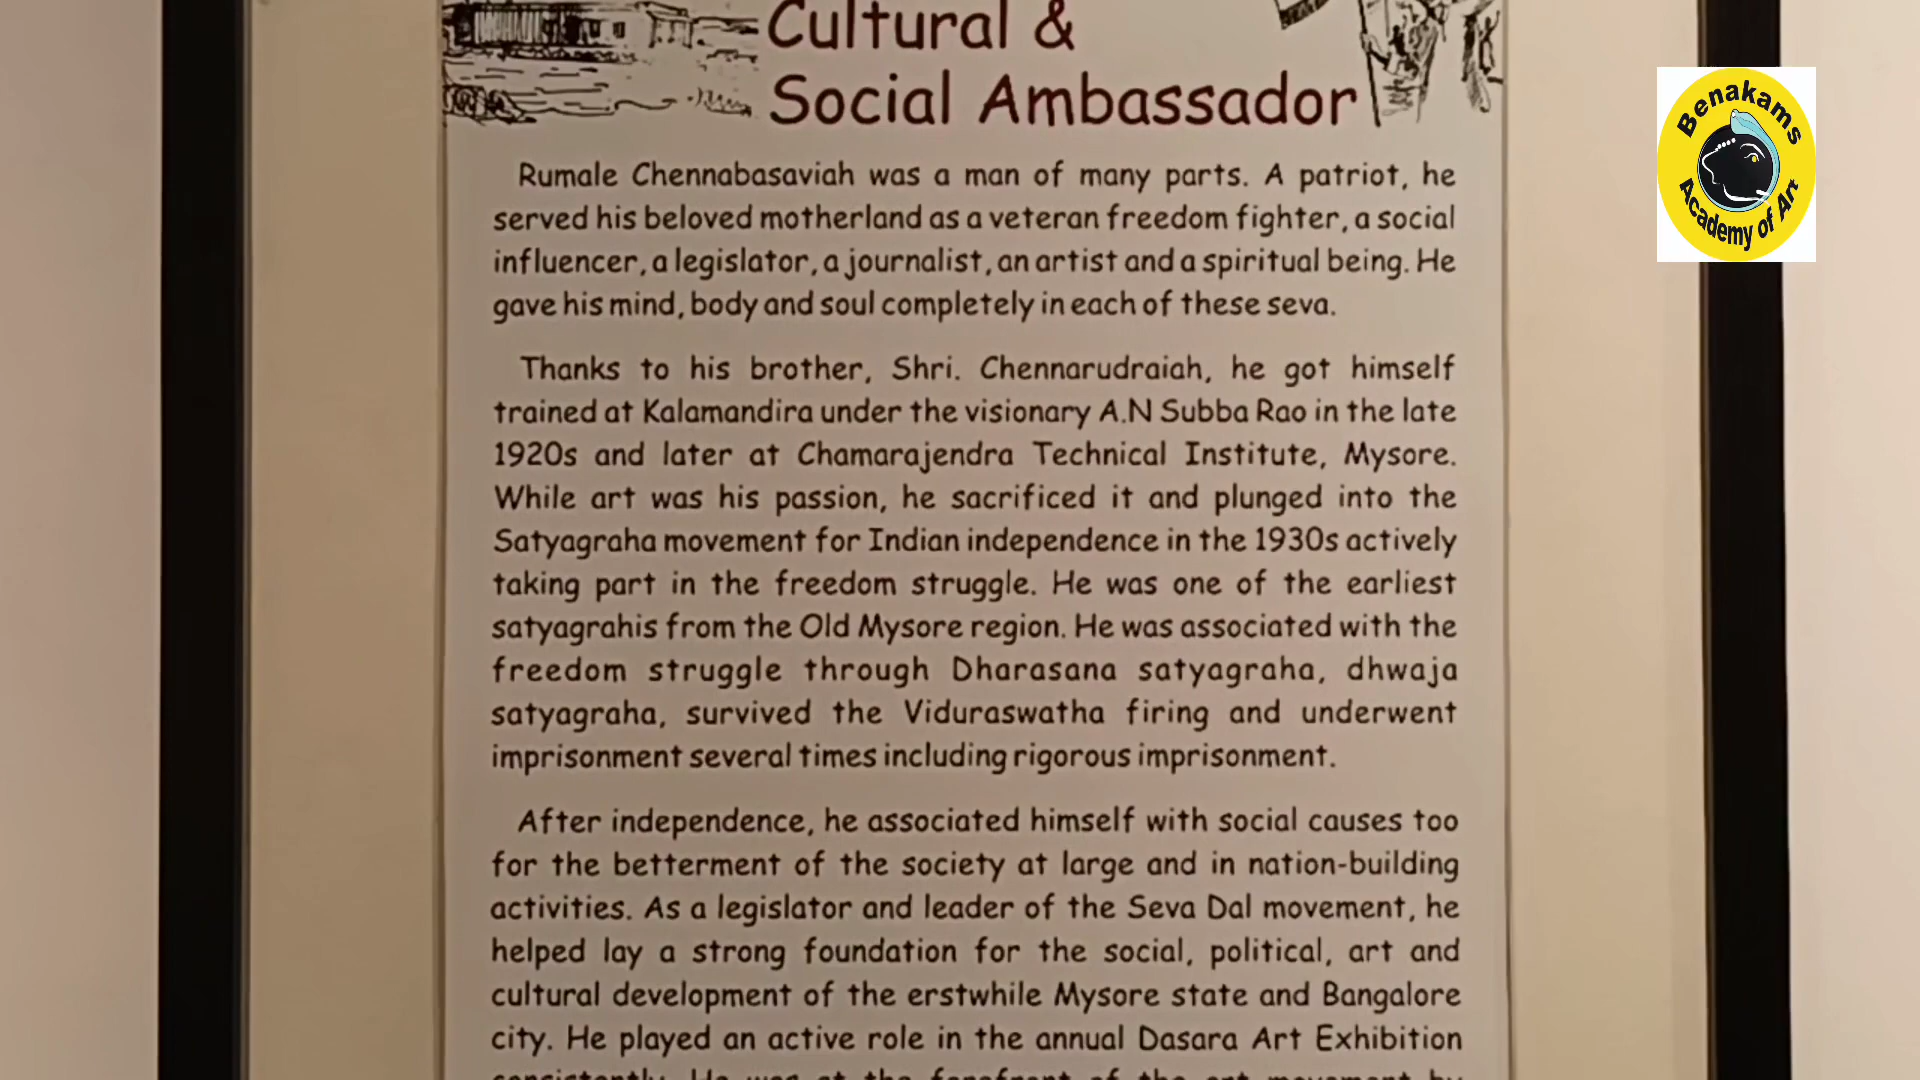 Cultural &
Social Ambassador
Benakams
Academy of Art
Rumale Chennabasaviah was a man of many parts. A patriot, he
served his beloved motherland as a veteran freedom fighter, a social
influencer, a legislator, a journalist, an artist and a spiritual being. He
gave his mind, body and soul completely in each of these seva.
Thanks to his brother, Shri. Chennarudraiah, he got himself
trained at Kalamandira under the visionary A.N Subba Rao in the late
1920s and later at Chamarajendra Technical Institute, Mysore.
While art was his passion, he sacrificed it and plunged into the
Satyagraha movement for Indian independence in the 1930s actively
taking part in the freedom struggle. He was one of the earliest
satyagrahis from the Old Mysore region. He was associated with the
freedom struggle through Dharasana satyagraha, dhwaja
satyagraha, survived the Viduraswatha firing and underwent
imprisonment several times including rigorous imprisonment.
After independence, he associated himself with social causes too
for the betterment of the society at large and in nation-building
activities. As a legislator and leader of the Seva Dal movement, he
helped lay a strong foundation for the social, political, art and
cultural development of the erstwhile Mysore state and Bangalore
city. He played an active role in the annual Dasara Art Exhibition